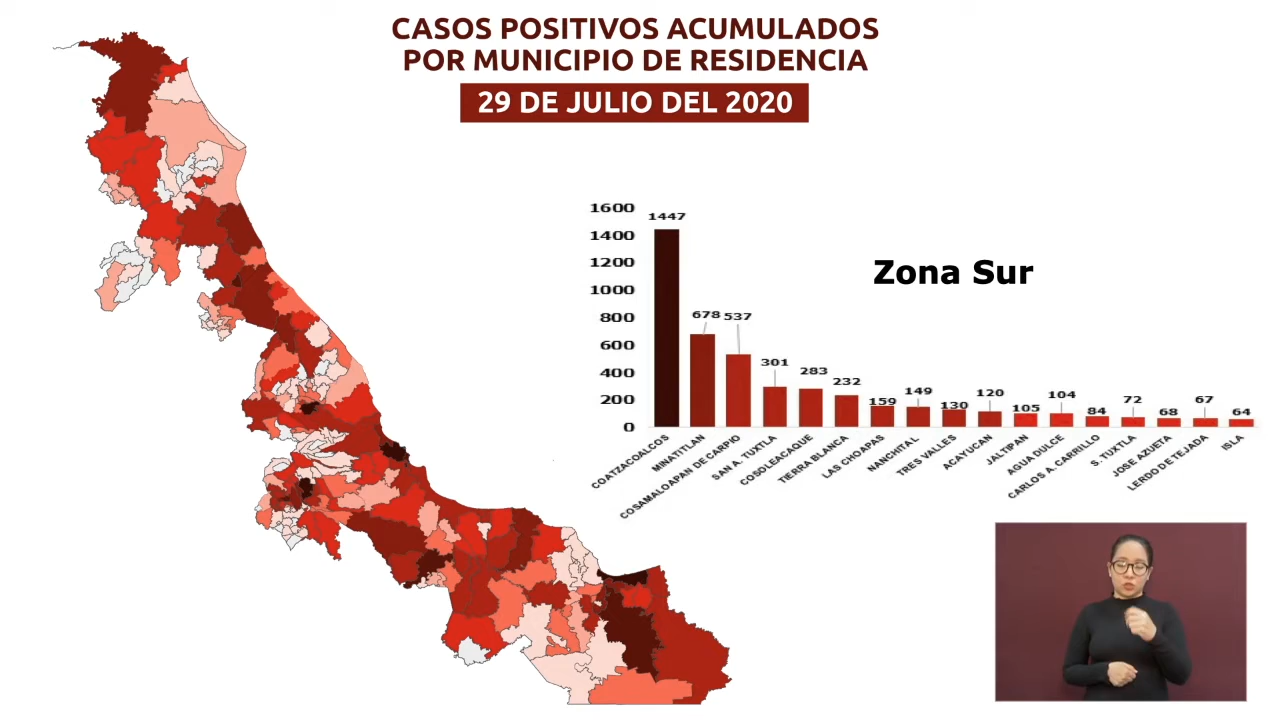 CASOS POSITIVOS ACUMULADOS
POR MUNICIPIO DE RESIDENCIA
29 DE JULIO DEL 2020
Zona Sur
1600
1400
1200
1000
800
600
400
200
0
1447
678
537
301
283
232
159
149
130
120
105
104
84
72
68
67
64
COATZACOALCOS
MINATITLAN
COSAMALOAPAN DE CARPIO
SAN A. TUXTLA
COSOLEACAQUE
TIERRA BLANCA
LAS CHOAPAS
NANCHITAL
TRES VALLES
ACAYUCAN
JALTIPAN
AGUA DULCE
CARLOS A. CARRILLO
S. TUXTLA
JOSE AZUETA
LERDO DE TEJADA
ISLA